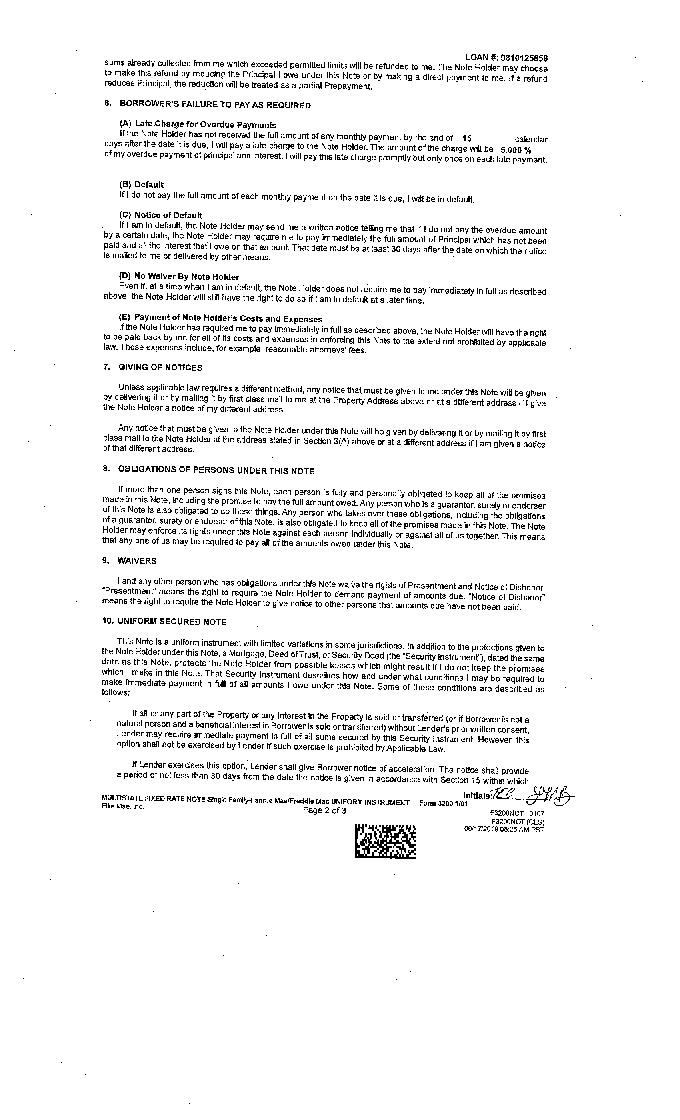 LOAN #: 0810125858
sums already collected from me which exceeded permitted limits will be refunded to me. The Note Holder may choose
to make this refund by reducing the Principal I owe under this Note or by making a direct payment to me. If a refund
reduces Principal, the reduction will be treated as a partial Prepayment.
6. BORROWER'S FAILURE TO PAY AS REQUIRED
(A) Late Charge for Overdue Payments
If the Note Holder has not received the full amount of any monthly payment by the end of 15 calendar
days after the date it is due, I will pay a late charge to the Note Holder. The amount of the charge will be 5.000 %
of my overdue payment of principal and interest. I will pay this late charge promptly but only once on each late payment.
(B) Default
If I do not pay the full amount of each monthly payment on the date it is due, I will be in default.
(C) Notice of Default
If I am in default, the Note Holder may send me a written notice telling me that if I do not pay the overdue amount
by a certain date, the Note Holder may require me to pay immediately the full amount of Principal which has not been
paid and all the interest that I owe on that amount. That date must be at least 30 days after the date on which the notice
is mailed to me or delivered by other means.
(D) No Waiver By Note Holder
Even if, at a time when I am in default, the Note Holder does not require me to pay immediately in full as described
above, the Note Holder will still have the right to do so if I am in default at a later time.
(E) Payment of Note Holder's Costs and Expenses
If the Note Holder has required me to pay immediately in full as described above, the Note Holder will have the right
to be paid back by me for all of its costs and expenses in enforcing this Note to the extent not prohibited by applicable
law. Those expenses include, for example, reasonable attorneys' fees.
7. GIVING OF NOTICES
Unless applicable law requires a different method, any notice that must be given to me under this Note will be given
by delivering it or by mailing it by first class mail to me at the Property Address above or at a different address if I give
the Note Holder a notice of my different address.
Any notice that must be given to the Note Holder under this Note will be given by delivering it or by mailing it by first
class mail to the Note Holder at the address stated in Section 3(A) above or at a different address if I am given a notice
of that different address.
8. OBLIGATIONS OF PERSONS UNDER THIS NOTE
If more than one person signs this Note, each person is fully and personally obligated to keep all of the promises
made in this Note, including the promise to pay the full amount owed. Any person who is a guarantor, surety or endorser
of this Note is also obligated to do these things. Any person who takes over these obligations, including the obligations
of a guarantor, surety or endorser of this Note, is also obligated to keep all of the promises made in this Note. The Note
Holder may enforce its rights under this Note against each person individually or against all of us together. This means
that any one of us may be required to pay all of the amounts owed under this Note.
9. WAIVERS
I and any other person who has obligations under this Note waive the rights of Presentment and Notice of Dishonor.
"Presentment" means the right to require the Note Holder to demand payment of amounts due. "Notice of Dishonor"
means the right to require the Note Holder to give notice to other persons that amounts due have not been paid.
10. UNIFORM SECURED NOTE
This Note is a uniform instrument with limited variations in some jurisdictions. In addition to the protections given to
the Note Holder under this Note, a Mortgage, Deed of Trust, or Security Deed (the "Security Instrument"), dated the same
date as this Note, protects the Note Holder from possible losses which might result if I do not keep the promises
which I make in this Note. That Security Instrument describes how and under what conditions I may be required to
make immediate payment in full of all amounts I owe under this Note. Some of these conditions are described as
follows:
If all or any part of the Property or any Interest in the Property is sold or transferred (or if Borrower is not a
natural person and a beneficial interest in Borrower is sold or transferred) without Lender's prior written consent,
Lender may require immediate payment in full of all sums secured by this Security Instrument. However, this
option shall not be exercised by Lender if such exercise is prohibited by Applicable Law.
If Lender exercises this option, Lender shall give Borrower notice of acceleration. The notice shall provide
a period of not less than 30 days from the date the notice is given in accordance with Section 15 within which
Initials:
MULTISTATE FIXED RATE NOTE-Single Family-Fannie Mae/Freddie Mac UNIFORM INSTRUMENT Form 3200 1/01
Ellie Mae, Inc.
Page 2 of 3
F3200NOT 0107
F3200NOT (CLS)